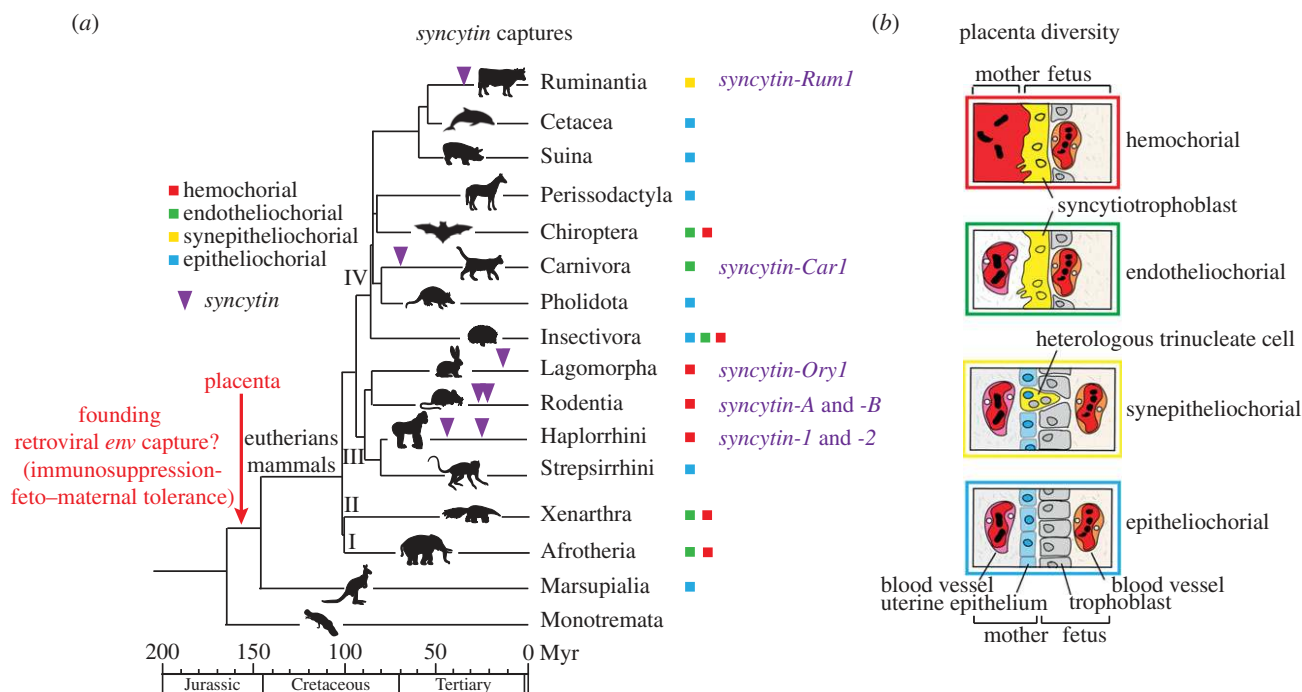 (a)
syncytin captures
Ruminantia
syncytin-Rum1
Cetacea
Suina
hemochorial
endotheliochorial
synepitheliochorial
epitheliochorial
syncytin
Perissodactyla
Chiroptera
IV
Carnivora
syncytin-Car1
Pholidota
Insectivora
Lagomorpha
syncytin-Ory1
placenta
Rodentia
syncytin-A and -B
founding
retroviral env capture?
(immunosuppression-
feto–maternal tolerance)
eutherians
mammals
III
Haplorrhini
syncytin-1 and -2
Strepsirrhini
II
Xenarthra
I
Afrotheria
Marsupialia
Monotremata
200 150 100 50 0 Myr
Jurassic Cretaceous Tertiary
(b)
placenta diversity
mother fetus
hemochorial
syncytiotrophoblast
endotheliochorial
heterologous trinucleate cell
synepitheliochorial
epitheliochorial
blood vessel blood vessel
uterine epithelium trophoblast
mother fetus